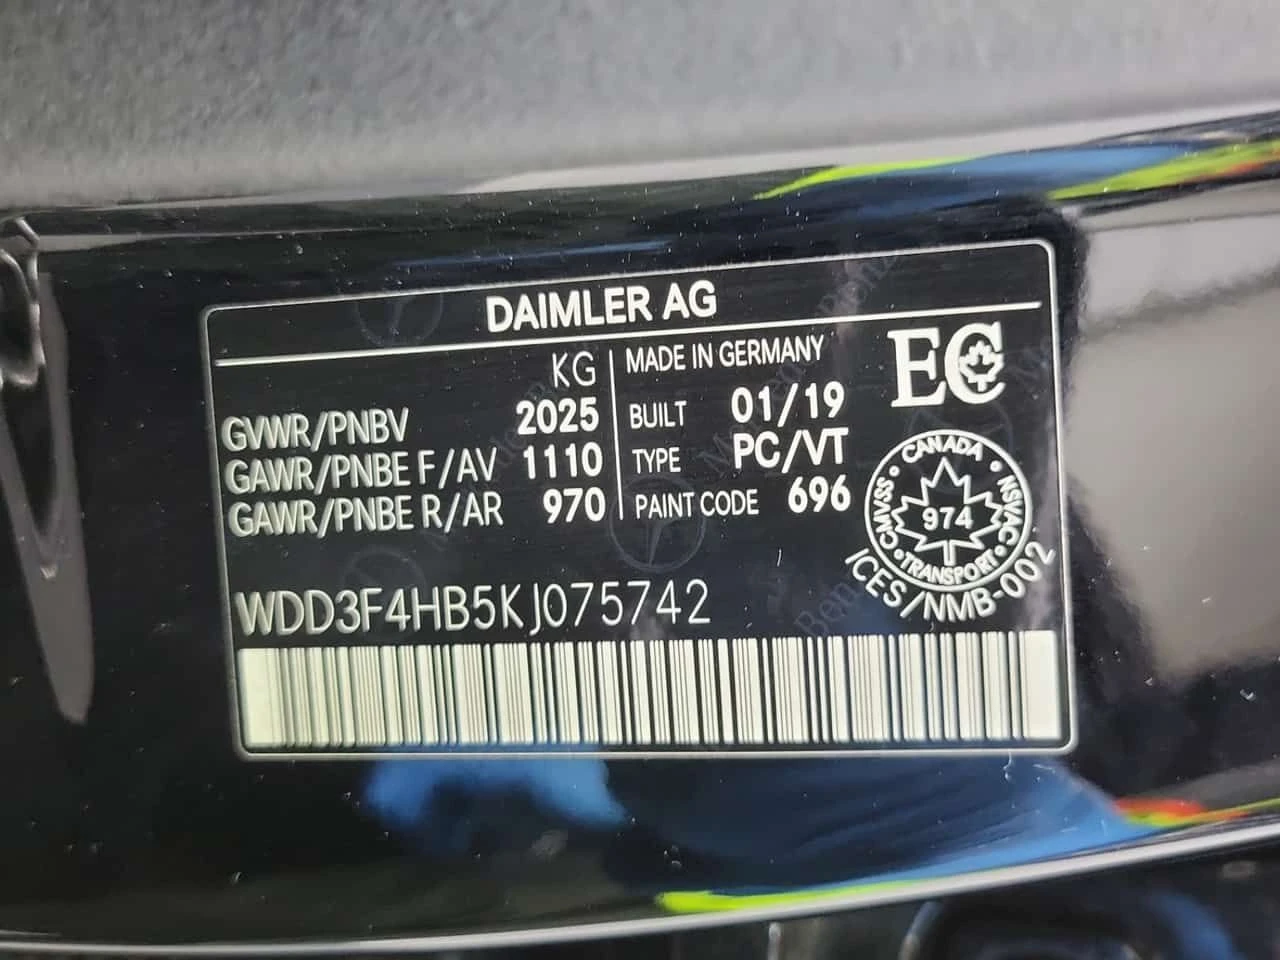 DAIMLER AG
KG
GVWR/PNBV 2025
GAWR/PNBE F/AV 1110
GAWR/PNBE R/AR 970
MADE IN GERMANY
BUILT 01/19
TYPE PC/VT
PAINT CODE 696
EC
CANADA
CMVSS NSVAC
974
TRANSPORT
ICES/NMB-002
WDD3F4HB5KJ075742